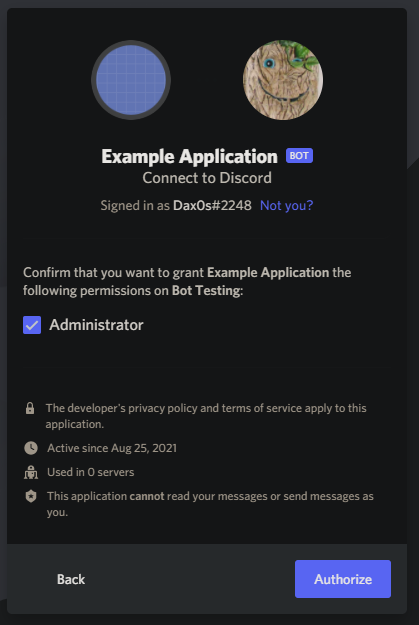 Example Application BOT
Connect to Discord
Signed in as Dax0s#2248 Not you?
Confirm that you want to grant Example Application the
following permissions on Bot Testing:
Administrator
The developer's privacy policy and terms of service apply to this
application.
Active since Aug 25, 2021
Used in 0 servers
This application cannot read your messages or send messages as
you.
Back
Authorize